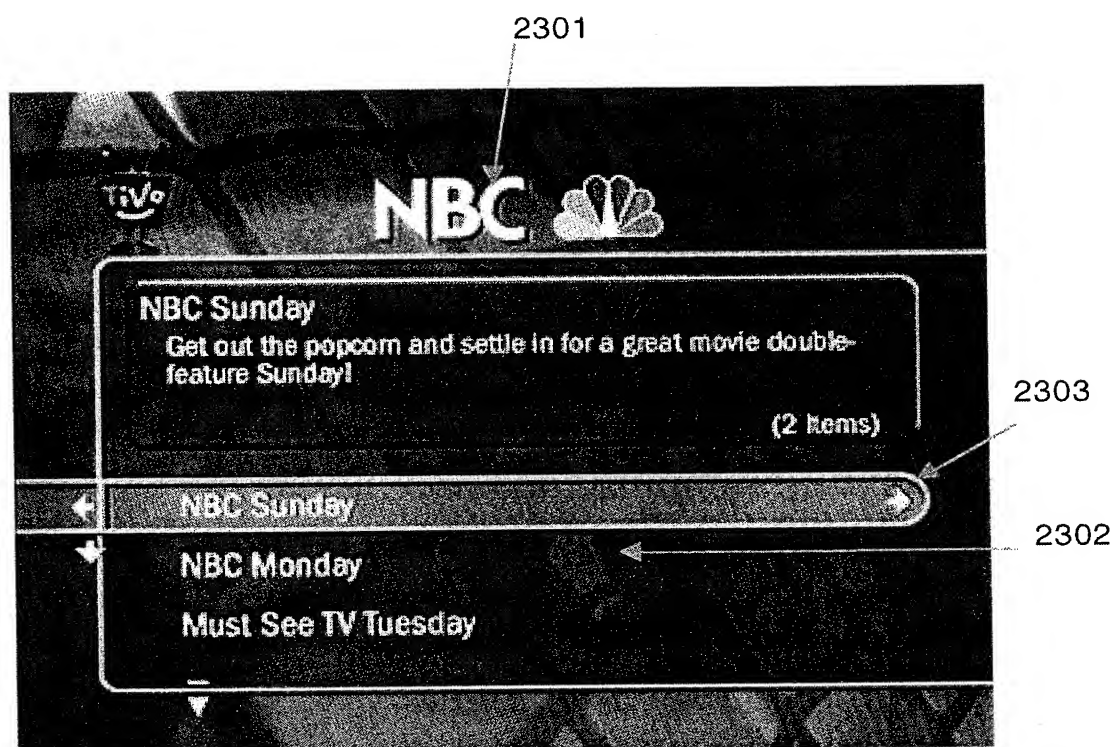 2301
TiVo
NBC
NBC Sunday
Get out the popcorn and settle in for a great movie double-
feature Sunday!
(2 Items)
2303
NBC Sunday
2302
NBC Monday
Must See TV Tuesday